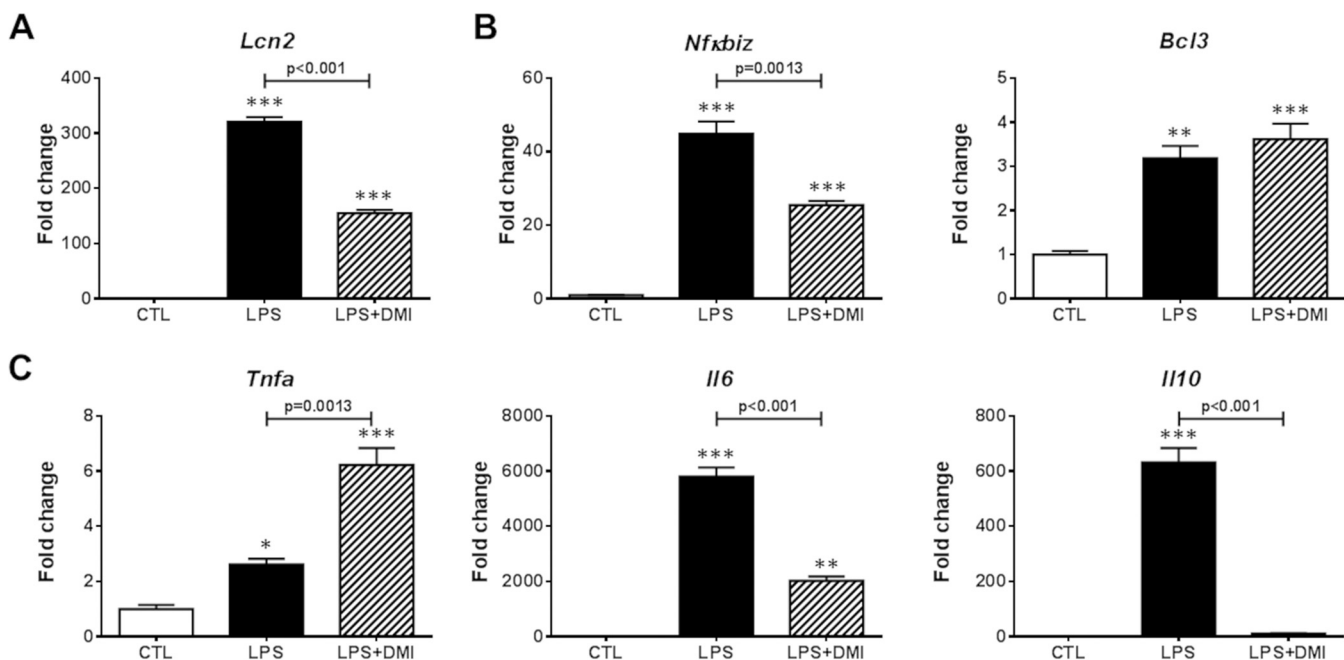 A
Lcn2
p<0.001
400
300
200
100
0
Fold change
***
***
CTL LPS LPS+DMI
B
Nfκbiz
p=0.0013
60
40
20
0
Fold change
***
***
CTL LPS LPS+DMI
Bcl3
5
4
3
2
1
0
Fold change
**
***
CTL LPS LPS+DMI
C
Tnfa
p=0.0013
8
6
4
2
0
Fold change
*
***
CTL LPS LPS+DMI
Il6
p<0.001
8000
6000
4000
2000
0
Fold change
***
**
CTL LPS LPS+DMI
Il10
p<0.001
800
600
400
200
0
Fold change
***
CTL LPS LPS+DMI